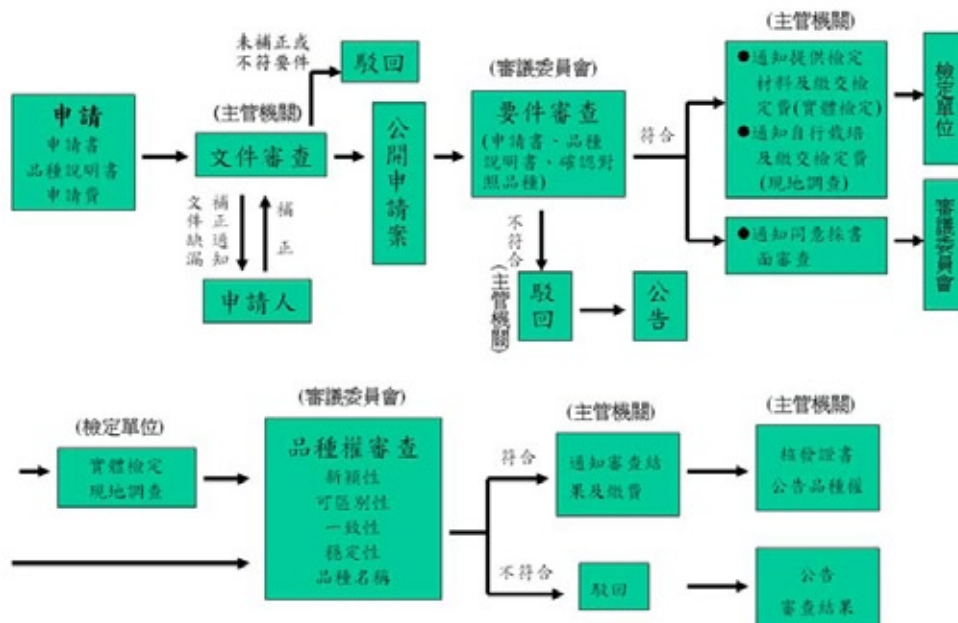 申請
申請書
品種說明書
申請費
(主管機關)
文件審查
未補正或
不符要件
駁回
文件缺漏
補正通知
補正
申請人
公開申請案
(審議委員會)
要件審查
(申請書、品種
說明書、確認對
照品種)
符合
不符合
(主管機關)
駁回
公告
(主管機關)
●通知提供檢定
材料及繳交檢
定費(實體檢定)
●通知自行栽培
及繳交檢定費
(現地調查)
檢定單位
●通知同意採書
面審查
審議委員會
(檢定單位)
實體檢定
現地調查
(審議委員會)
品種權審查
新穎性
可區別性
一致性
穩定性
品種名稱
符合
(主管機關)
通知審查結
果及繳費
(主管機關)
核發證書
公告品種權
不符合
駁回
公告
審查結果